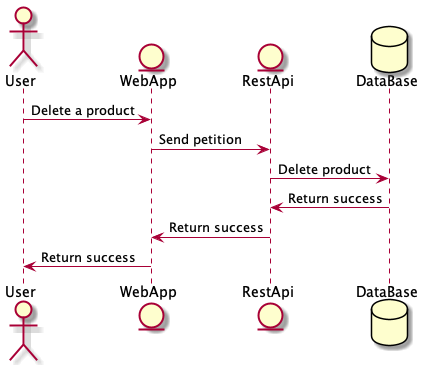 User WebApp RestApi DataBase
Delete a product
Send petition
Delete product
Return success
Return success
Return success
User WebApp RestApi DataBase